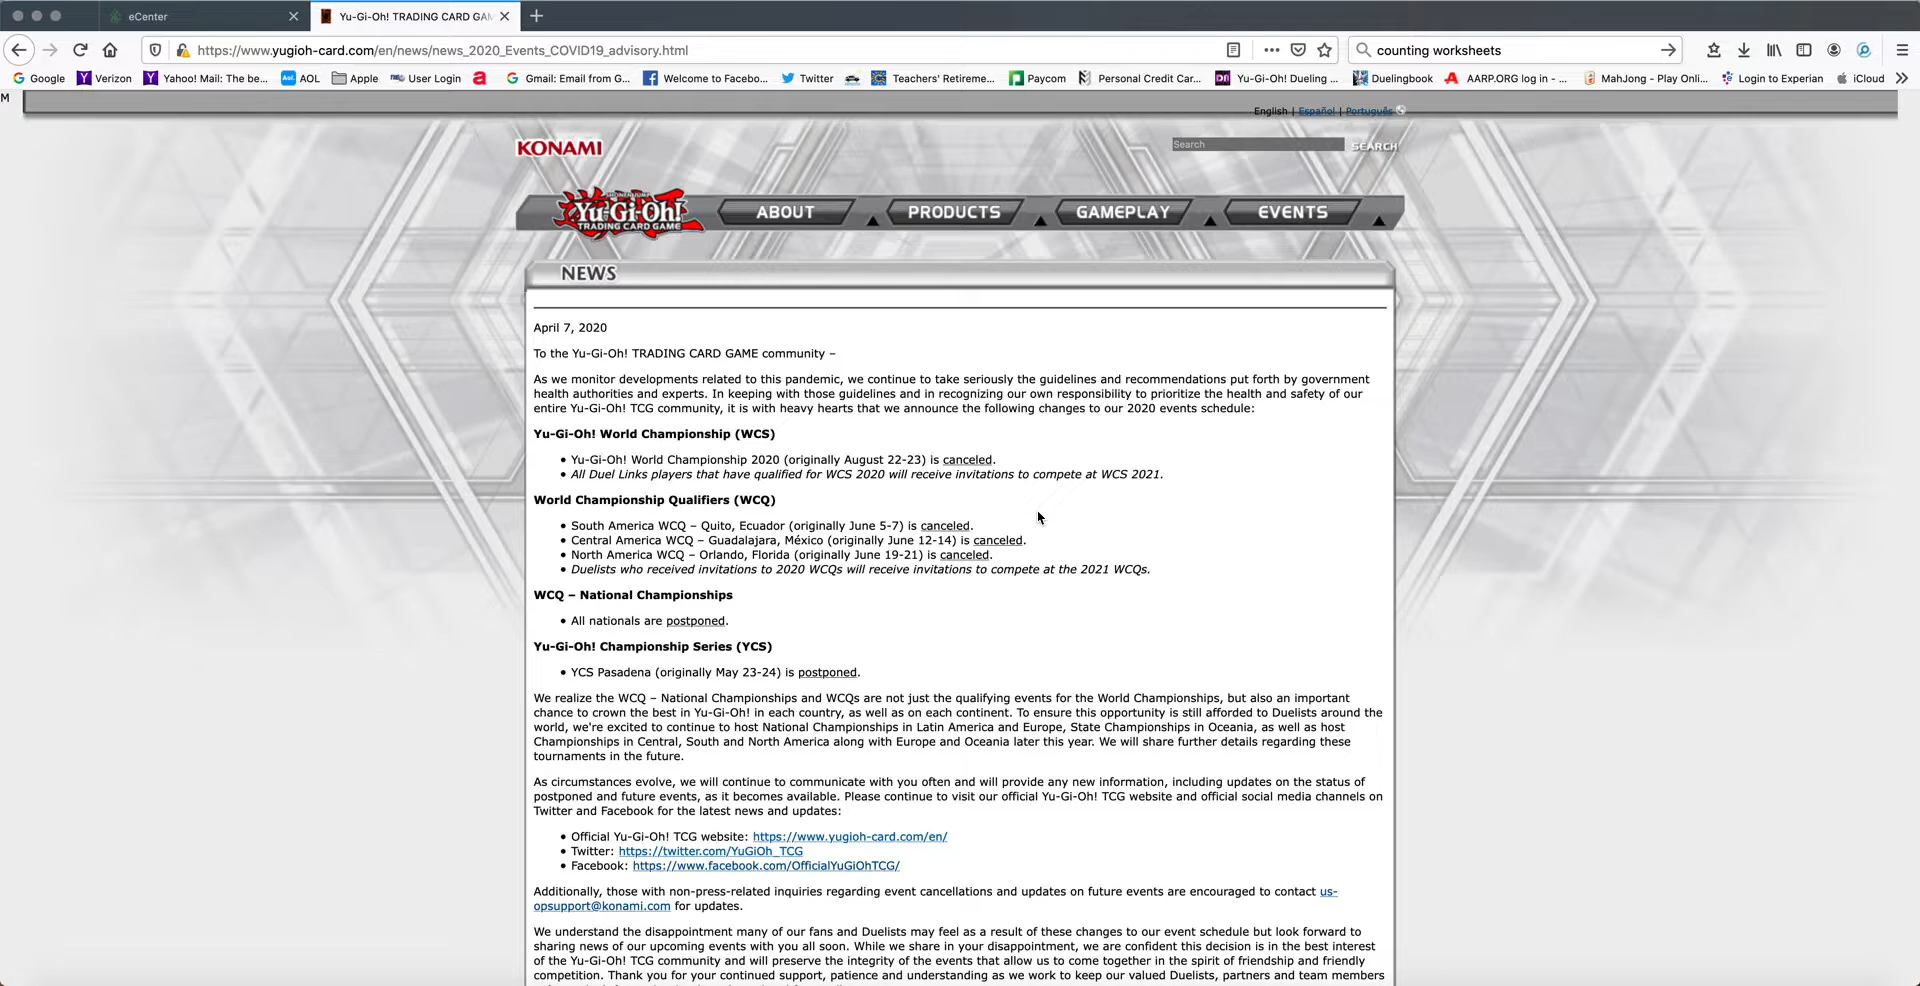 eCenter
Yu-Gi-Oh! TRADING CARD GAM
https://www.yugioh-card.com/en/news/news_2020_Events_COVID19_advisory.html
counting worksheets
Google Verizon Yahoo! Mail: The be... AOL Apple User Login Gmail: Email from G... Welcome to Facebo... Twitter Teachers' Retireme... Paycom Personal Credit Car... Yu-Gi-Oh! Dueling ... Duelingbook AARP.ORG log in - ... MahJong - Play Onli... Login to Experian iCloud
M
English | Español | Português
KONAMI
Search SEARCH
Yu-Gi-Oh!
TRADING CARD GAME
ABOUT PRODUCTS GAMEPLAY EVENTS
NEWS
April 7, 2020
To the Yu-Gi-Oh! TRADING CARD GAME community –
As we monitor developments related to this pandemic, we continue to take seriously the guidelines and recommendations put forth by government
health authorities and experts. In keeping with those guidelines and in recognizing our own responsibility to prioritize the health and safety of our
entire Yu-Gi-Oh! TCG community, it is with heavy hearts that we announce the following changes to our 2020 events schedule:
Yu-Gi-Oh! World Championship (WCS)
• Yu-Gi-Oh! World Championship 2020 (originally August 22-23) is canceled.
• All Duel Links players that have qualified for WCS 2020 will receive invitations to compete at WCS 2021.
World Championship Qualifiers (WCQ)
• South America WCQ – Quito, Ecuador (originally June 5-7) is canceled.
• Central America WCQ – Guadalajara, México (originally June 12-14) is canceled.
• North America WCQ – Orlando, Florida (originally June 19-21) is canceled.
• Duelists who received invitations to 2020 WCQs will receive invitations to compete at the 2021 WCQs.
WCQ – National Championships
• All nationals are postponed.
Yu-Gi-Oh! Championship Series (YCS)
• YCS Pasadena (originally May 23-24) is postponed.
We realize the WCQ – National Championships and WCQs are not just the qualifying events for the World Championships, but also an important
chance to crown the best in Yu-Gi-Oh! in each country, as well as on each continent. To ensure this opportunity is still afforded to Duelists around the
world, we're excited to continue to host National Championships in Latin America and Europe, State Championships in Oceania, as well as host
Championships in Central, South and North America along with Europe and Oceania later this year. We will share further details regarding these
tournaments in the future.
As circumstances evolve, we will continue to communicate with you often and will provide any new information, including updates on the status of
postponed and future events, as it becomes available. Please continue to visit our official Yu-Gi-Oh! TCG website and official social media channels on
Twitter and Facebook for the latest news and updates:
• Official Yu-Gi-Oh! TCG website: https://www.yugioh-card.com/en/
• Twitter: https://twitter.com/YuGiOh_TCG
• Facebook: https://www.facebook.com/OfficialYuGiOhTCG/
Additionally, those with non-press-related inquiries regarding event cancellations and updates on future events are encouraged to contact us-
opsupport@konami.com for updates.
We understand the disappointment many of our fans and Duelists may feel as a result of these changes to our event schedule but look forward to
sharing news of our upcoming events with you all soon. While we share in your disappointment, we are confident this decision is in the best interest
of the Yu-Gi-Oh! TCG community and will preserve the integrity of the events that allow us to come together in the spirit of friendship and friendly
competition. Thank you for your continued support, patience and understanding as we work to keep our valued Duelists, partners and team members